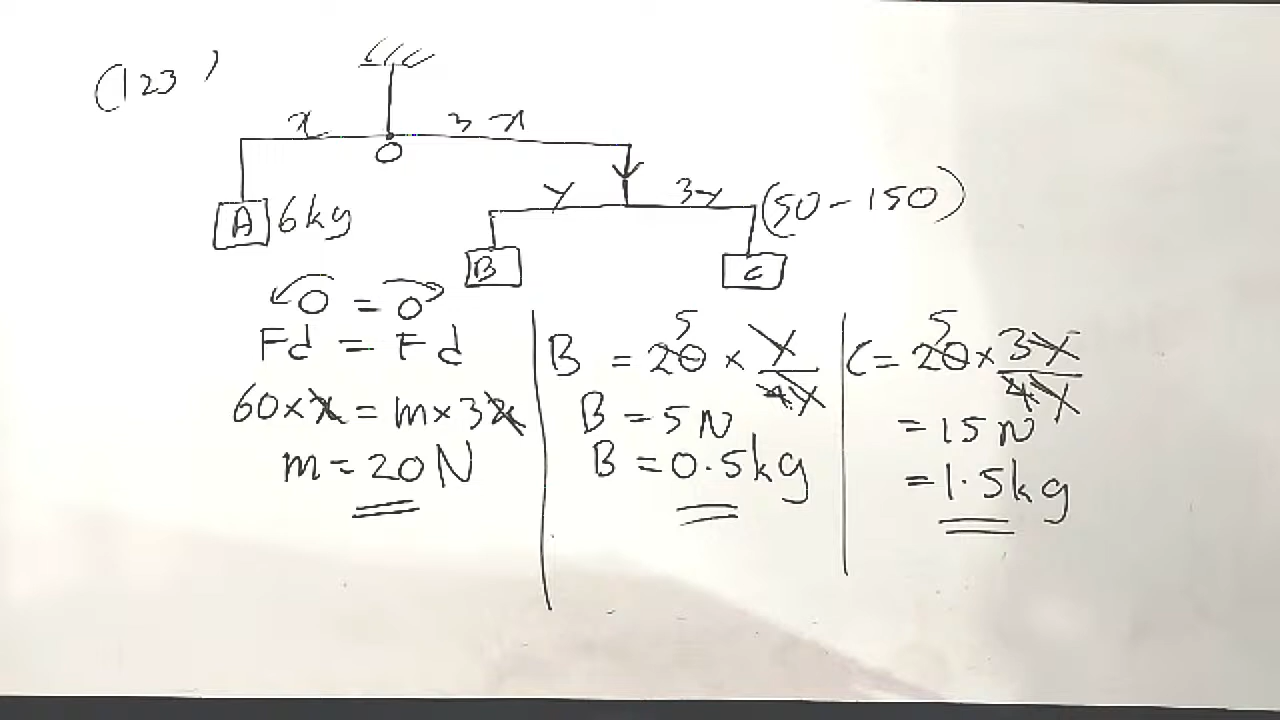 (123)
x 3x
O
y 3y (50-150)
A 6kg
B C
O = O
Fd = Fd
60×x = m×3x
m = 20N
B = 20 5 × y/4y
B = 5N
B = 0.5kg
C = 20 5 × 3y/4y
= 15N
= 1.5kg